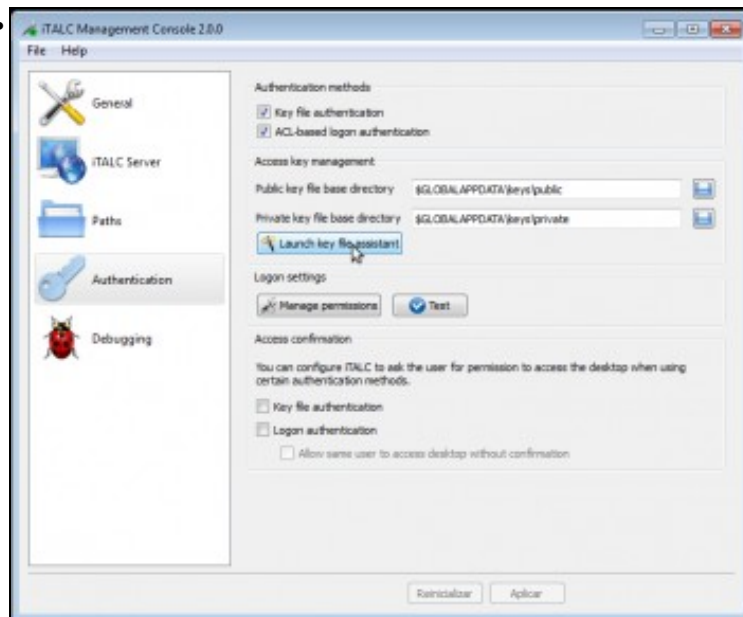 iTALC Management Console 2.0.0
File Help
General
iTALC Server
Paths
Authentication
Debugging
Authentication methods
Key file authentication
ACL-based logon authentication
Access key management
Public key file base directory $GLOBALAPPDATA\keys\public
Private key file base directory $GLOBALAPPDATA\keys\private
Launch key file assistant
Logon settings
Manage permissions Test
Access confirmation
You can configure iTALC to ask the user for permission to access the desktop when using
certain authentication methods.
Key file authentication
Logon authentication
Allow same user to access desktop without confirmation
Reinicializar Aplicar